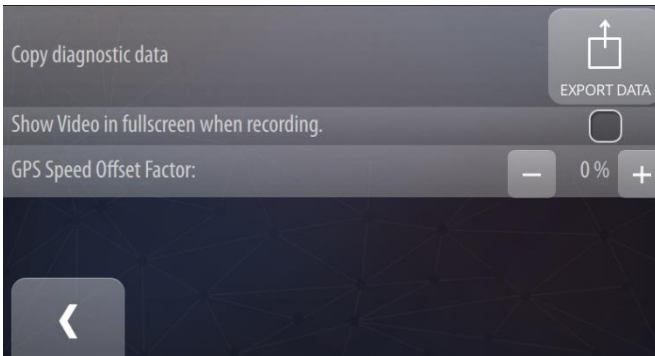 Copy diagnostic data
EXPORT DATA
Show Video in fullscreen when recording.
GPS Speed Offset Factor:
0 %